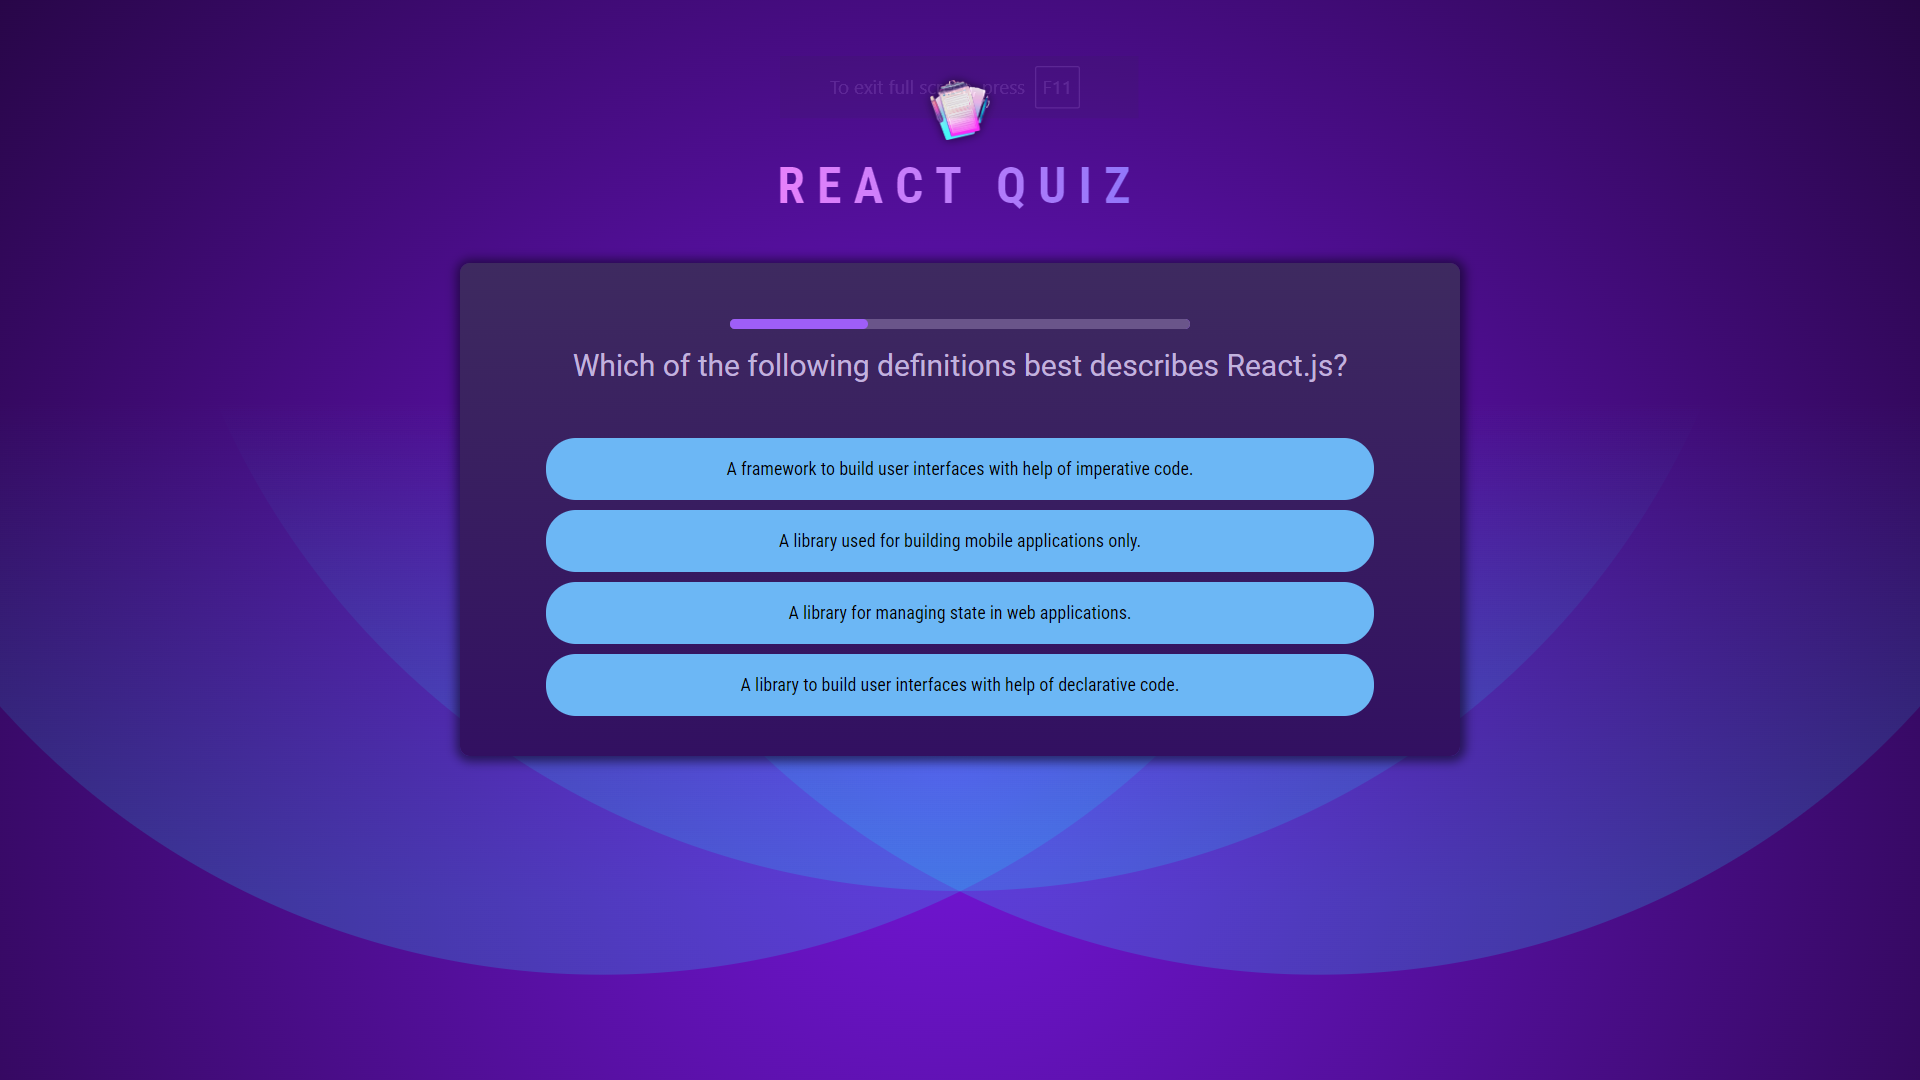 To exit full screen, press F11
REACT QUIZ
Which of the following definitions best describes React.js?
A framework to build user interfaces with help of imperative code.
A library used for building mobile applications only.
A library for managing state in web applications.
A library to build user interfaces with help of declarative code.